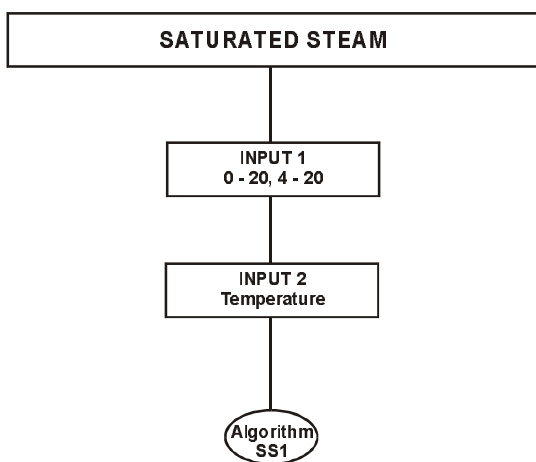 SATURATED STEAM
INPUT 1
0 - 20, 4 - 20
INPUT 2
Temperature
Algorithm
SS1